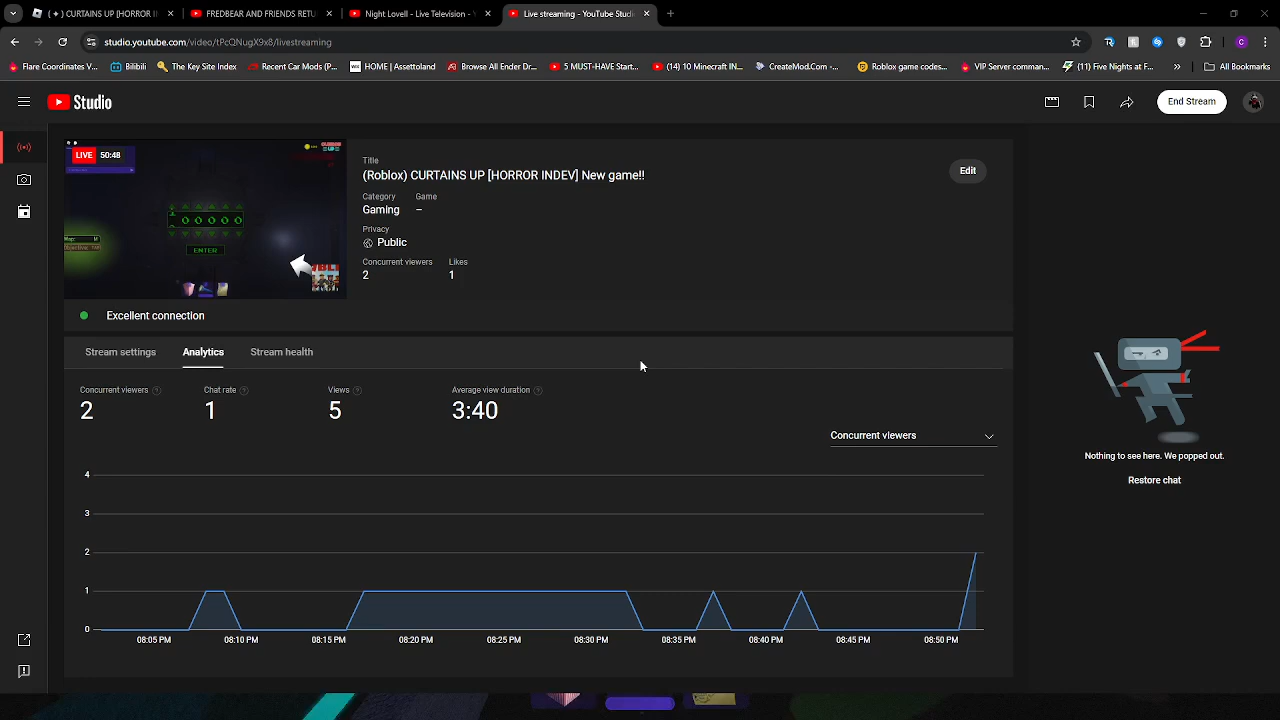 ( + ) CURTAINS UP [HORROR II
FREDBEAR AND FRIENDS RETU
Night Lovell - Live Television -
Live streaming - YouTube Studi
studio.youtube.com/video/tPcQNugX9x8/livestreaming
Flare Coordinates V...
Bilibili
The Key Site Index
Recent Car Mods (P...
HOME | Assettoland
Browse All Ender Dr...
5 MUST-HAVE Start...
(14) 10 Minecraft IN...
CreateMod.Com -...
Roblox game codes...
VIP Server comman...
(11) Five Nights at F...
All Bookmarks
Studio
End Stream
LIVE 50:48
ENTER
Title
(Roblox) CURTAINS UP [HORROR INDEV] New game!!
Edit
Category Game
Gaming –
Privacy
Public
Concurrent viewers Likes
2 1
Excellent connection
Stream settings Analytics Stream health
Concurrent viewers Chat rate Views Average view duration
2 1 5 3:40
Concurrent viewers
4
3
2
1
0
08:05 PM 08:10 PM 08:15 PM 08:20 PM 08:25 PM 08:30 PM 08:35 PM 08:40 PM 08:45 PM 08:50 PM
Nothing to see here. We popped out.
Restore chat